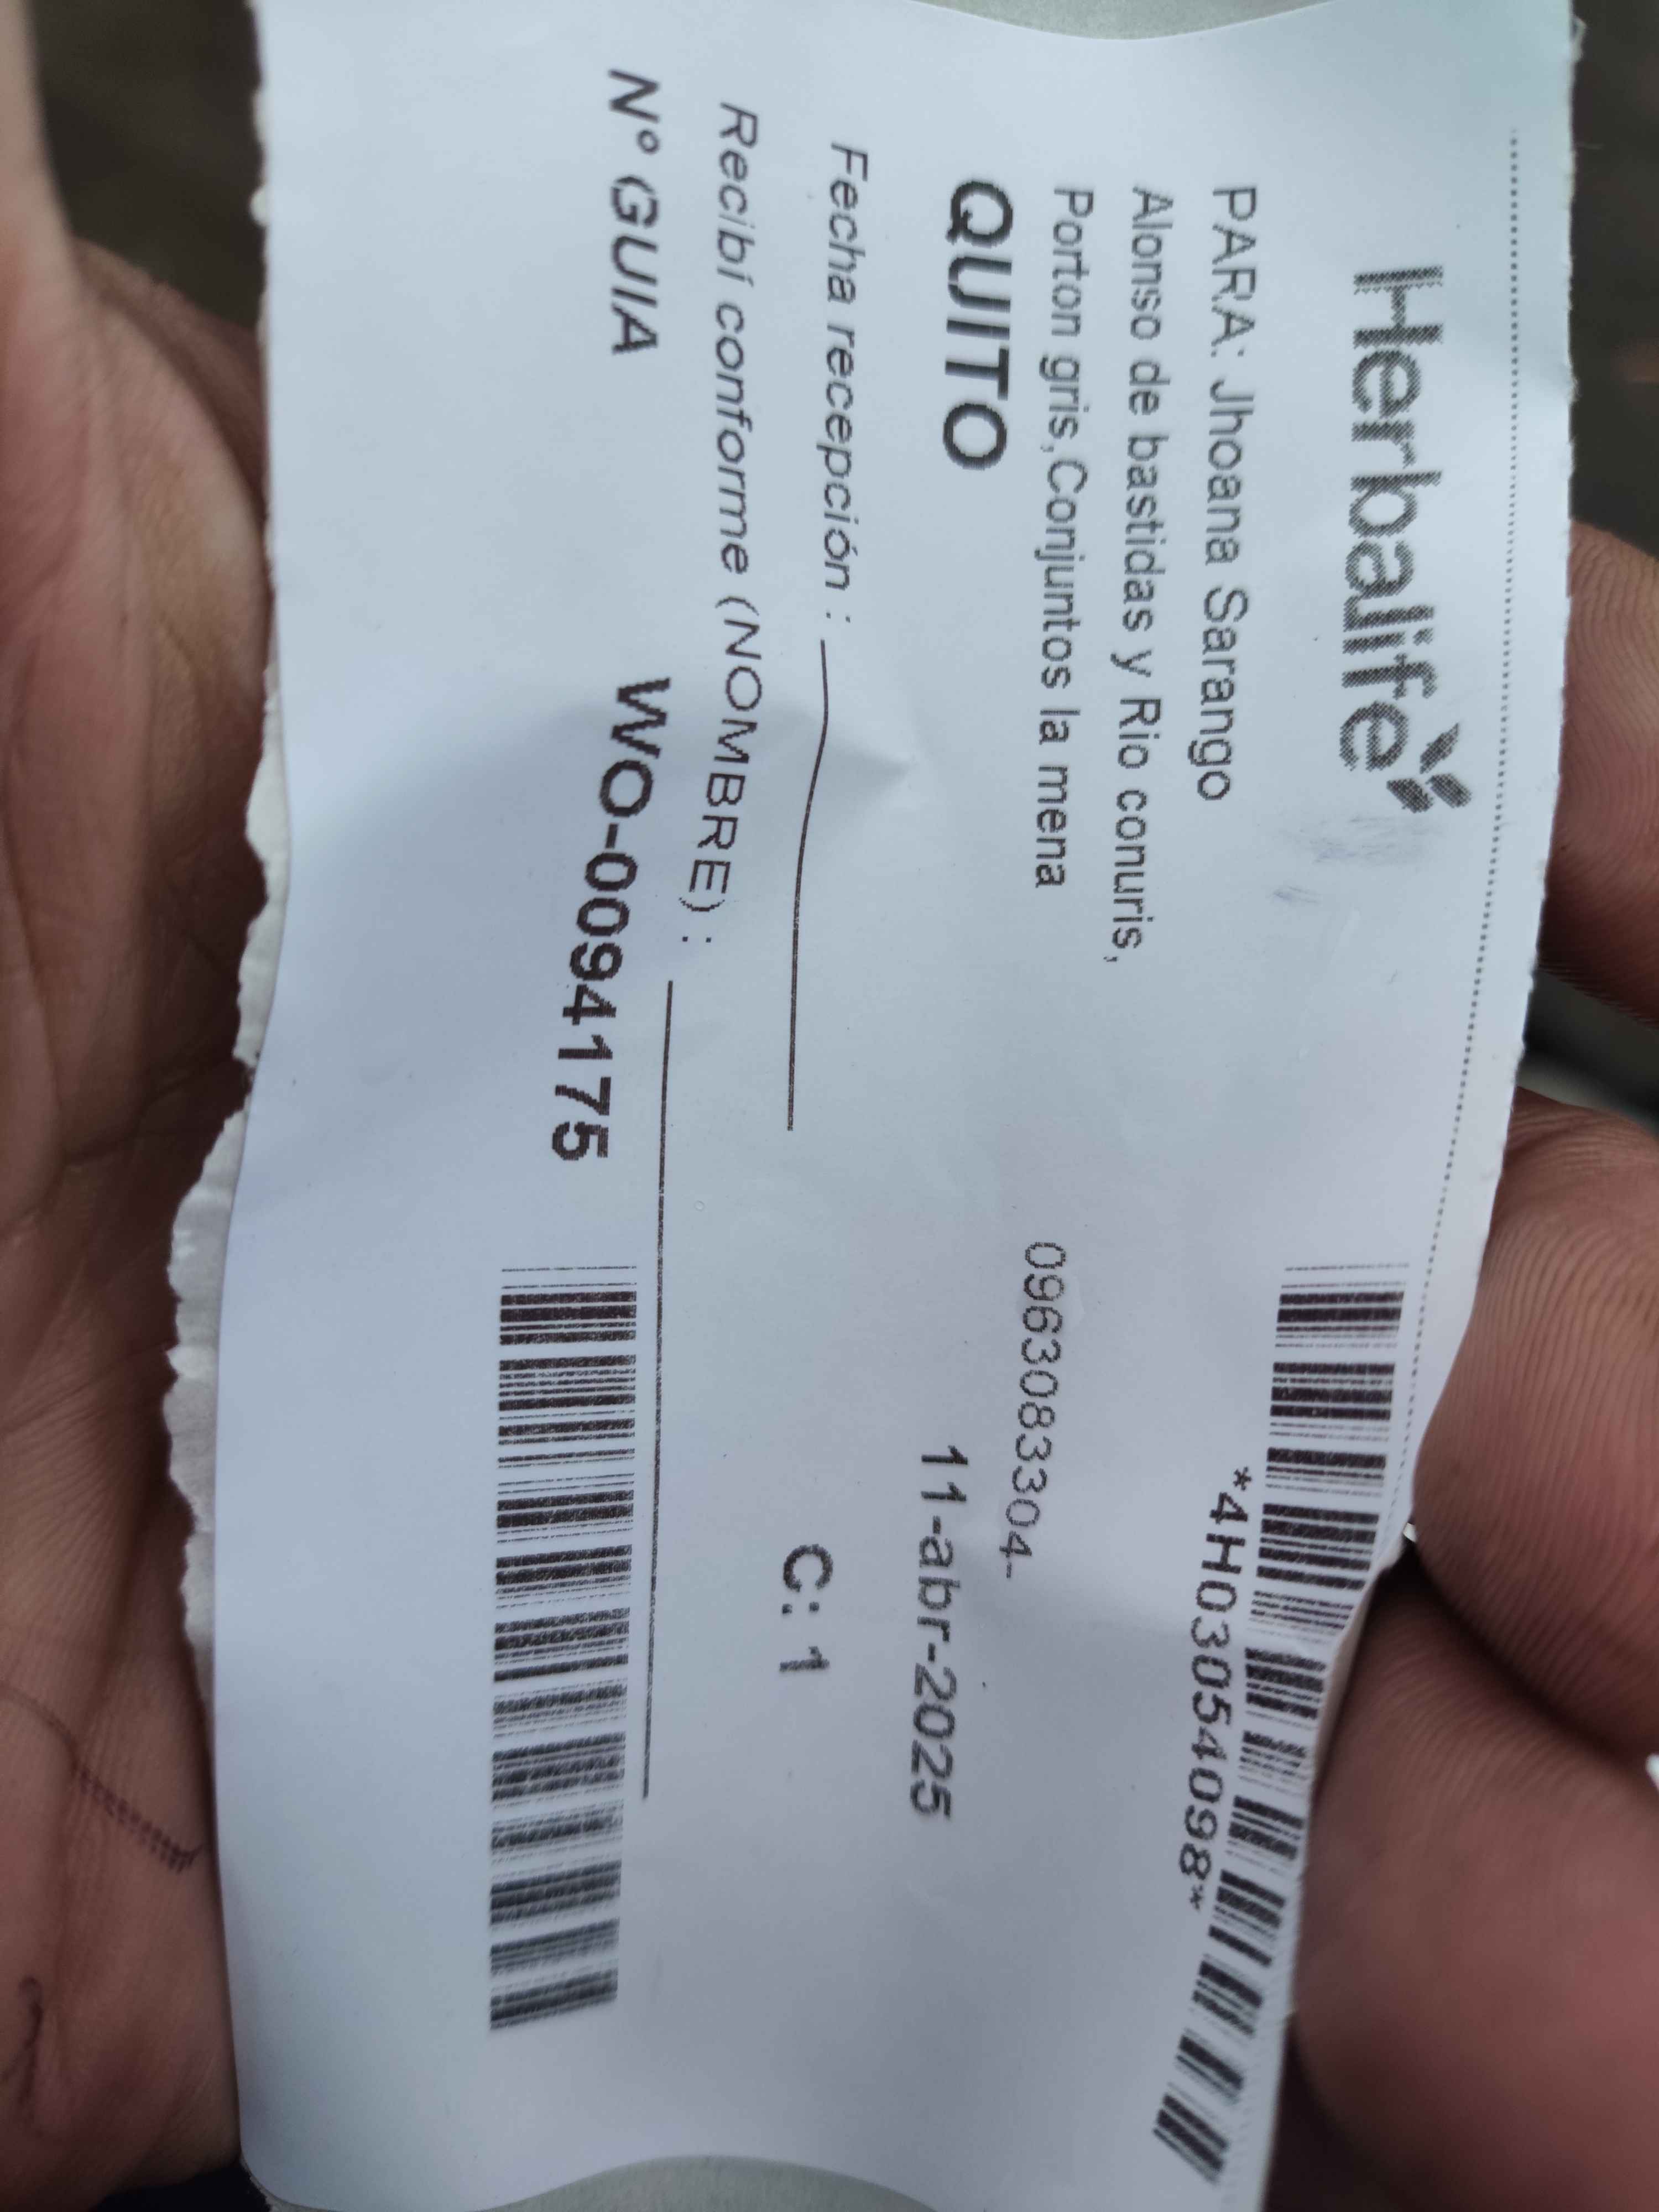 Herbalife
*4H03054098*
PARA: Jhoana Sarango
Alonso de bastidas y Rio conuris,
Porton gris,Conjuntos la mena
0963083304-
QUITO
11-abr-2025
Fecha recepción :
C: 1
Recibí conforme (NOMBRE) :
N° GUIA WO-0094175